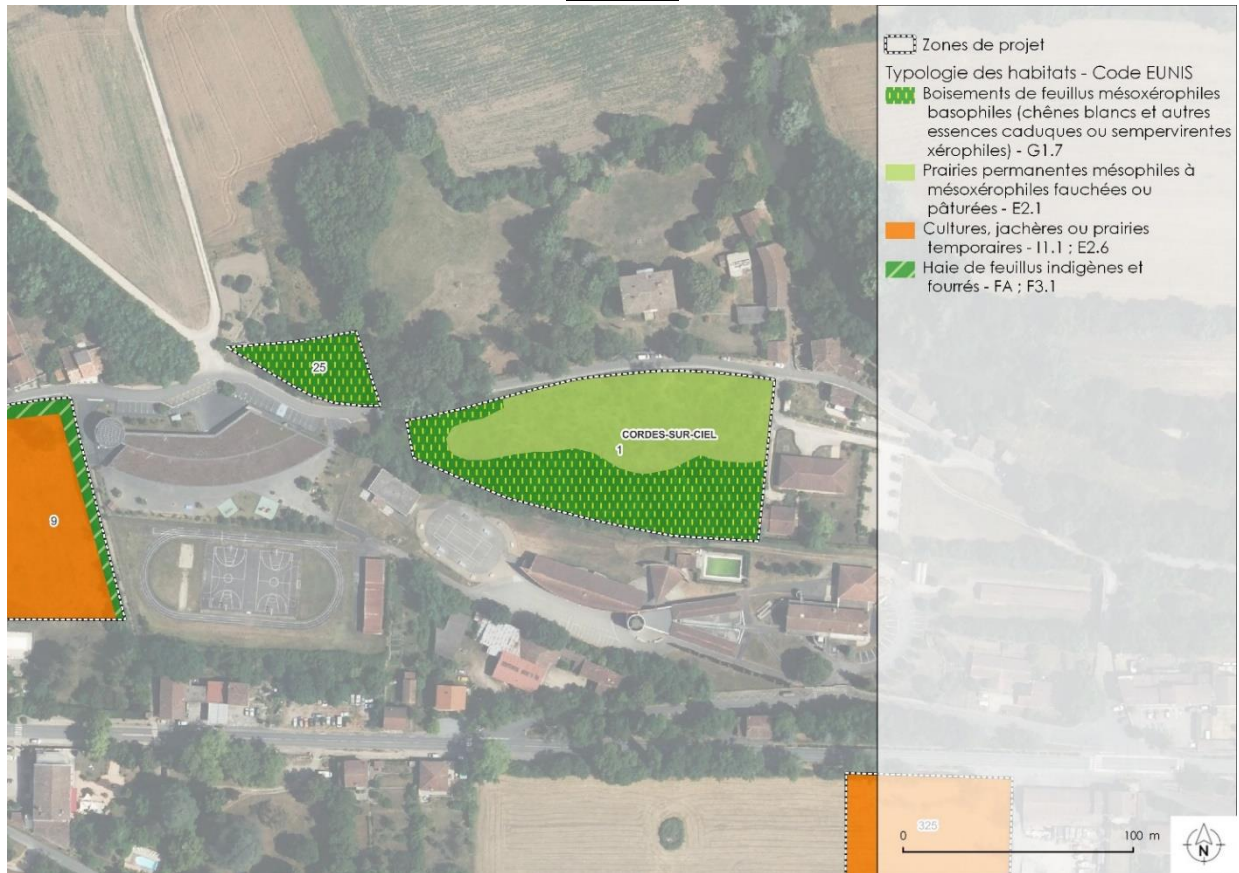 Zones de projet
Typologie des habitats - Code EUNIS
Boisements de feuillus mésoxérophiles
basophiles (chênes blancs et autres
essences caduques ou sempervirentes
xérophiles) - G1.7
Prairies permanentes mésophiles à
mésoxérophiles fauchées ou
pâturées - E2.1
Cultures, jachères ou prairies
temporaires - I1.1 ; E2.6
Haie de feuillus indigènes et
fourrés - FA ; F3.1
25
CORDES-SUR-CIEL
1
9
325
0 100 m
N